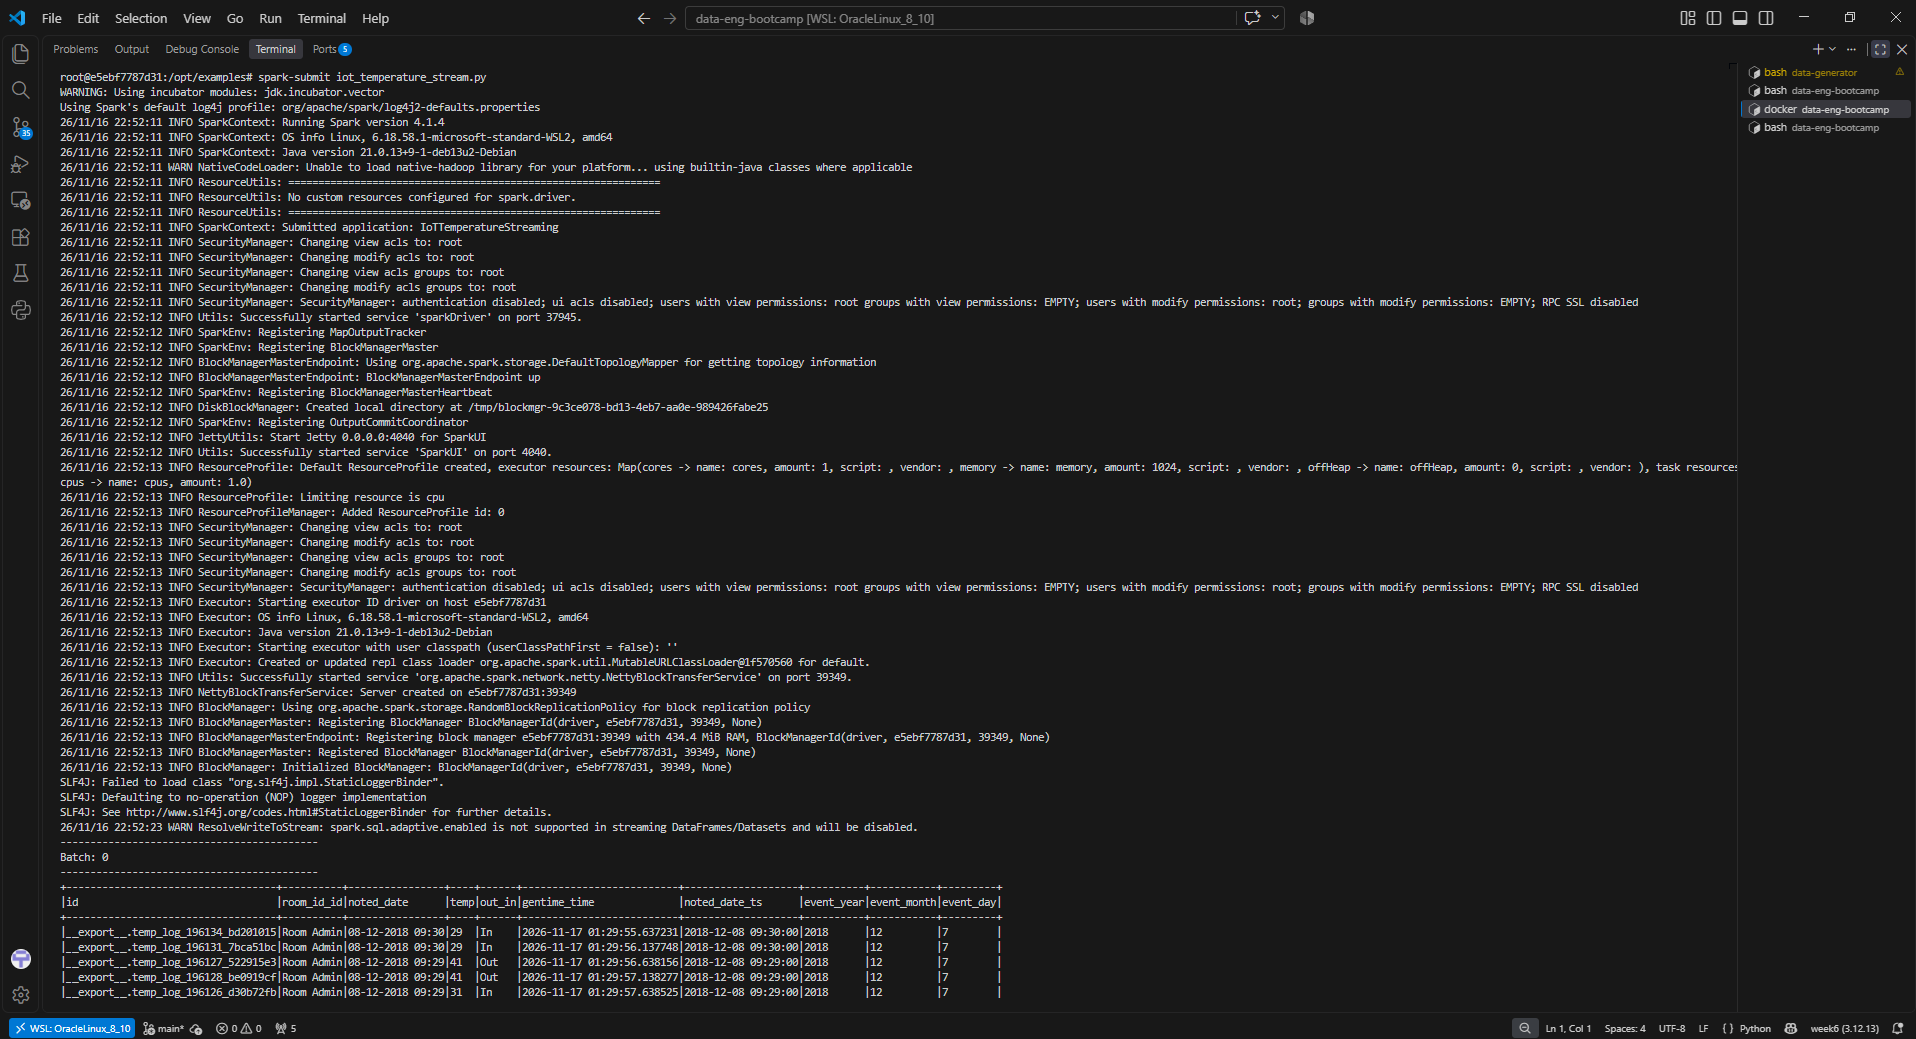 File Edit Selection View Go Run Terminal Help
data-eng-bootcamp [WSL: OracleLinux_8_10]
Problems Output Debug Console Terminal Ports 5
root@e5ebf7787d31:/opt/examples# spark-submit iot_temperature_stream.py
WARNING: Using incubator modules: jdk.incubator.vector
Using Spark's default log4j profile: org/apache/spark/log4j2-defaults.properties
26/11/16 22:52:11 INFO SparkContext: Running Spark version 4.1.4
26/11/16 22:52:11 INFO SparkContext: OS info Linux, 6.18.58.1-microsoft-standard-WSL2, amd64
26/11/16 22:52:11 INFO SparkContext: Java version 21.0.13+9-1-deb13u2-Debian
26/11/16 22:52:11 WARN NativeCodeLoader: Unable to load native-hadoop library for your platform... using builtin-java classes where applicable
26/11/16 22:52:11 INFO ResourceUtils: ==============================================================
26/11/16 22:52:11 INFO ResourceUtils: No custom resources configured for spark.driver.
26/11/16 22:52:11 INFO ResourceUtils: ==============================================================
26/11/16 22:52:11 INFO SparkContext: Submitted application: IoTTemperatureStreaming
26/11/16 22:52:11 INFO SecurityManager: Changing view acls to: root
26/11/16 22:52:11 INFO SecurityManager: Changing modify acls to: root
26/11/16 22:52:11 INFO SecurityManager: Changing view acls groups to: root
26/11/16 22:52:11 INFO SecurityManager: Changing modify acls groups to: root
26/11/16 22:52:11 INFO SecurityManager: SecurityManager: authentication disabled; ui acls disabled; users with view permissions: root groups with view permissions: EMPTY; users with modify permissions: root; groups with modify permissions: EMPTY; RPC SSL disabled
26/11/16 22:52:12 INFO Utils: Successfully started service 'sparkDriver' on port 37945.
26/11/16 22:52:12 INFO SparkEnv: Registering MapOutputTracker
26/11/16 22:52:12 INFO SparkEnv: Registering BlockManagerMaster
26/11/16 22:52:12 INFO BlockManagerMasterEndpoint: Using org.apache.spark.storage.DefaultTopologyMapper for getting topology information
26/11/16 22:52:12 INFO BlockManagerMasterEndpoint: BlockManagerMasterEndpoint up
26/11/16 22:52:12 INFO SparkEnv: Registering BlockManagerMasterHeartbeat
26/11/16 22:52:12 INFO DiskBlockManager: Created local directory at /tmp/blockmgr-9c3ce078-bd13-4eb7-aa0e-989426fabe25
26/11/16 22:52:12 INFO SparkEnv: Registering OutputCommitCoordinator
26/11/16 22:52:12 INFO JettyUtils: Start Jetty 0.0.0.0:4040 for SparkUI
26/11/16 22:52:12 INFO Utils: Successfully started service 'SparkUI' on port 4040.
26/11/16 22:52:13 INFO ResourceProfile: Default ResourceProfile created, executor resources: Map(cores -> name: cores, amount: 1, script: , vendor: , memory -> name: memory, amount: 1024, script: , vendor: , offHeap -> name: offHeap, amount: 0, script: , vendor: ), task resources
cpus -> name: cpus, amount: 1.0)
26/11/16 22:52:13 INFO ResourceProfile: Limiting resource is cpu
26/11/16 22:52:13 INFO ResourceProfileManager: Added ResourceProfile id: 0
26/11/16 22:52:13 INFO SecurityManager: Changing view acls to: root
26/11/16 22:52:13 INFO SecurityManager: Changing modify acls to: root
26/11/16 22:52:13 INFO SecurityManager: Changing view acls groups to: root
26/11/16 22:52:13 INFO SecurityManager: Changing modify acls groups to: root
26/11/16 22:52:13 INFO SecurityManager: SecurityManager: authentication disabled; ui acls disabled; users with view permissions: root groups with view permissions: EMPTY; users with modify permissions: root; groups with modify permissions: EMPTY; RPC SSL disabled
26/11/16 22:52:13 INFO Executor: Starting executor ID driver on host e5ebf7787d31
26/11/16 22:52:13 INFO Executor: OS info Linux, 6.18.58.1-microsoft-standard-WSL2, amd64
26/11/16 22:52:13 INFO Executor: Java version 21.0.13+9-1-deb13u2-Debian
26/11/16 22:52:13 INFO Executor: Starting executor with user classpath (userClassPathFirst = false): ''
26/11/16 22:52:13 INFO Executor: Created or updated repl class loader org.apache.spark.util.MutableURLClassLoader@1f570560 for default.
26/11/16 22:52:13 INFO Utils: Successfully started service 'org.apache.spark.network.netty.NettyBlockTransferService' on port 39349.
26/11/16 22:52:13 INFO NettyBlockTransferService: Server created on e5ebf7787d31:39349
26/11/16 22:52:13 INFO BlockManager: Using org.apache.spark.storage.RandomBlockReplicationPolicy for block replication policy
26/11/16 22:52:13 INFO BlockManagerMaster: Registering BlockManager BlockManagerId(driver, e5ebf7787d31, 39349, None)
26/11/16 22:52:13 INFO BlockManagerMasterEndpoint: Registering block manager e5ebf7787d31:39349 with 434.4 MiB RAM, BlockManagerId(driver, e5ebf7787d31, 39349, None)
26/11/16 22:52:13 INFO BlockManagerMaster: Registered BlockManager BlockManagerId(driver, e5ebf7787d31, 39349, None)
26/11/16 22:52:13 INFO BlockManager: Initialized BlockManager: BlockManagerId(driver, e5ebf7787d31, 39349, None)
SLF4J: Failed to load class "org.slf4j.impl.StaticLoggerBinder".
SLF4J: Defaulting to no-operation (NOP) logger implementation
SLF4J: See http://www.slf4j.org/codes.html#StaticLoggerBinder for further details.
26/11/16 22:52:23 WARN ResolveWriteToStream: spark.sql.adaptive.enabled is not supported in streaming DataFrames/Datasets and will be disabled.
-------------------------------------------
Batch: 0
-------------------------------------------
+-----------------------------------+----------+----------------+----+------+--------------------------+-------------------+----------+-----------+---------+
|id                                 |room_id_id|noted_date      |temp|out_in|gentime_time              |noted_date_ts      |event_year|event_month|event_day|
+-----------------------------------+----------+----------------+----+------+--------------------------+-------------------+----------+-----------+---------+
|__export__.temp_log_196134_bd201015|Room Admin|08-12-2018 09:30|29  |In    |2026-11-17 01:29:55.637231|2018-12-08 09:30:00|2018      |12         |7        |
|__export__.temp_log_196131_7bca51bc|Room Admin|08-12-2018 09:30|29  |In    |2026-11-17 01:29:56.137748|2018-12-08 09:30:00|2018      |12         |7        |
|__export__.temp_log_196127_522915e3|Room Admin|08-12-2018 09:29|41  |Out   |2026-11-17 01:29:56.638156|2018-12-08 09:29:00|2018      |12         |7        |
|__export__.temp_log_196128_be0919cf|Room Admin|08-12-2018 09:29|41  |Out   |2026-11-17 01:29:57.138277|2018-12-08 09:29:00|2018      |12         |7        |
|__export__.temp_log_196126_d30b72fb|Room Admin|08-12-2018 09:29|31  |In    |2026-11-17 01:29:57.638525|2018-12-08 09:29:00|2018      |12         |7        |
bash data-generator
bash data-eng-bootcamp
docker data-eng-bootcamp
bash data-eng-bootcamp
35
WSL: OracleLinux_8_10 main* 0 0 5 Ln 1, Col 1 Spaces: 4 UTF-8 LF { } Python week6 (3.12.13)